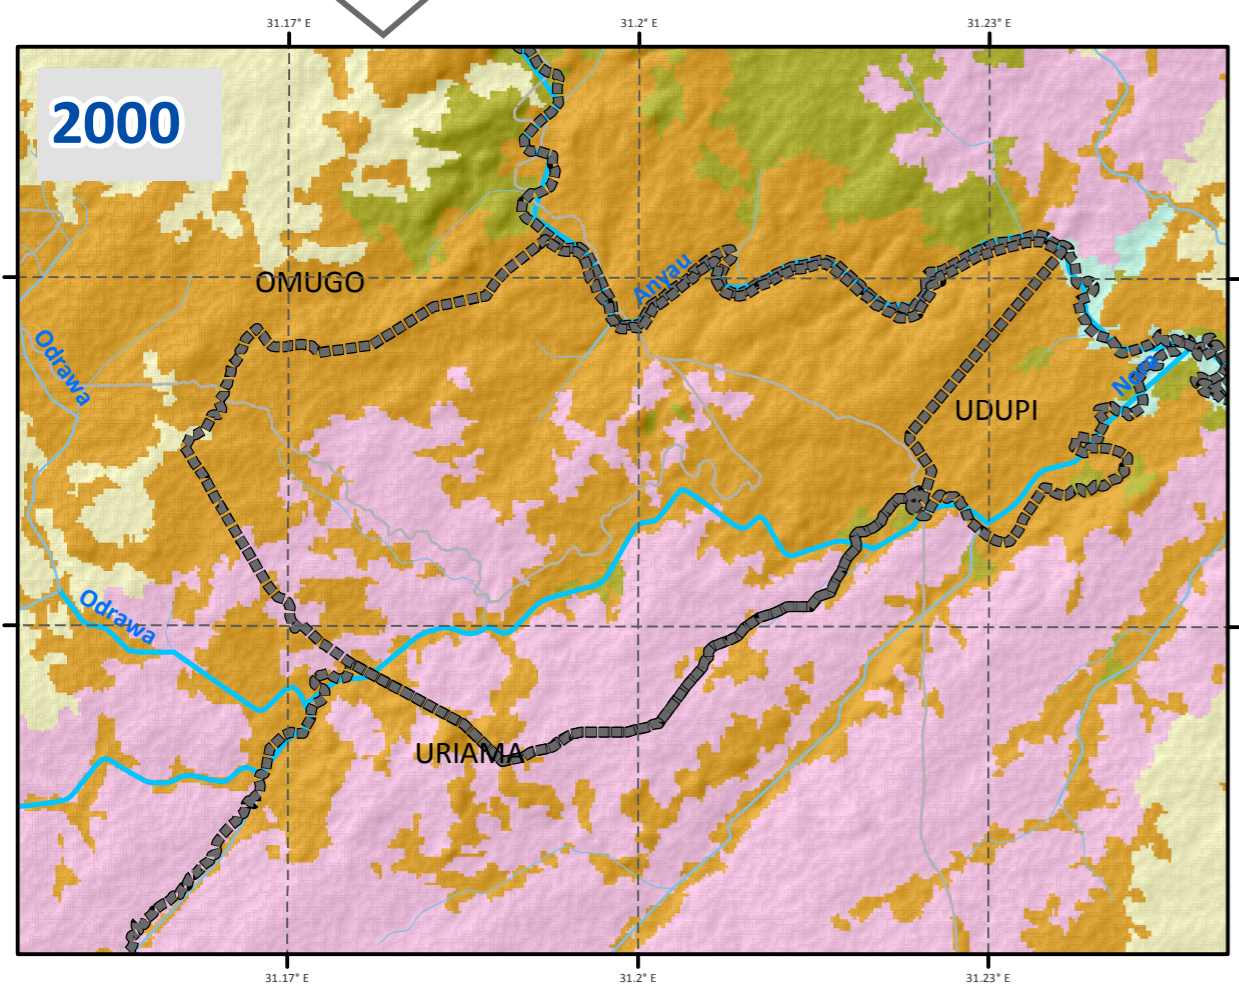 31.17° E
31.2° E
31.23° E
2000
OMUGO
Anyau
Odrawa
Nora
UDUPI
Odrawa
URIAMA
31.17° E
31.2° E
31.23° E